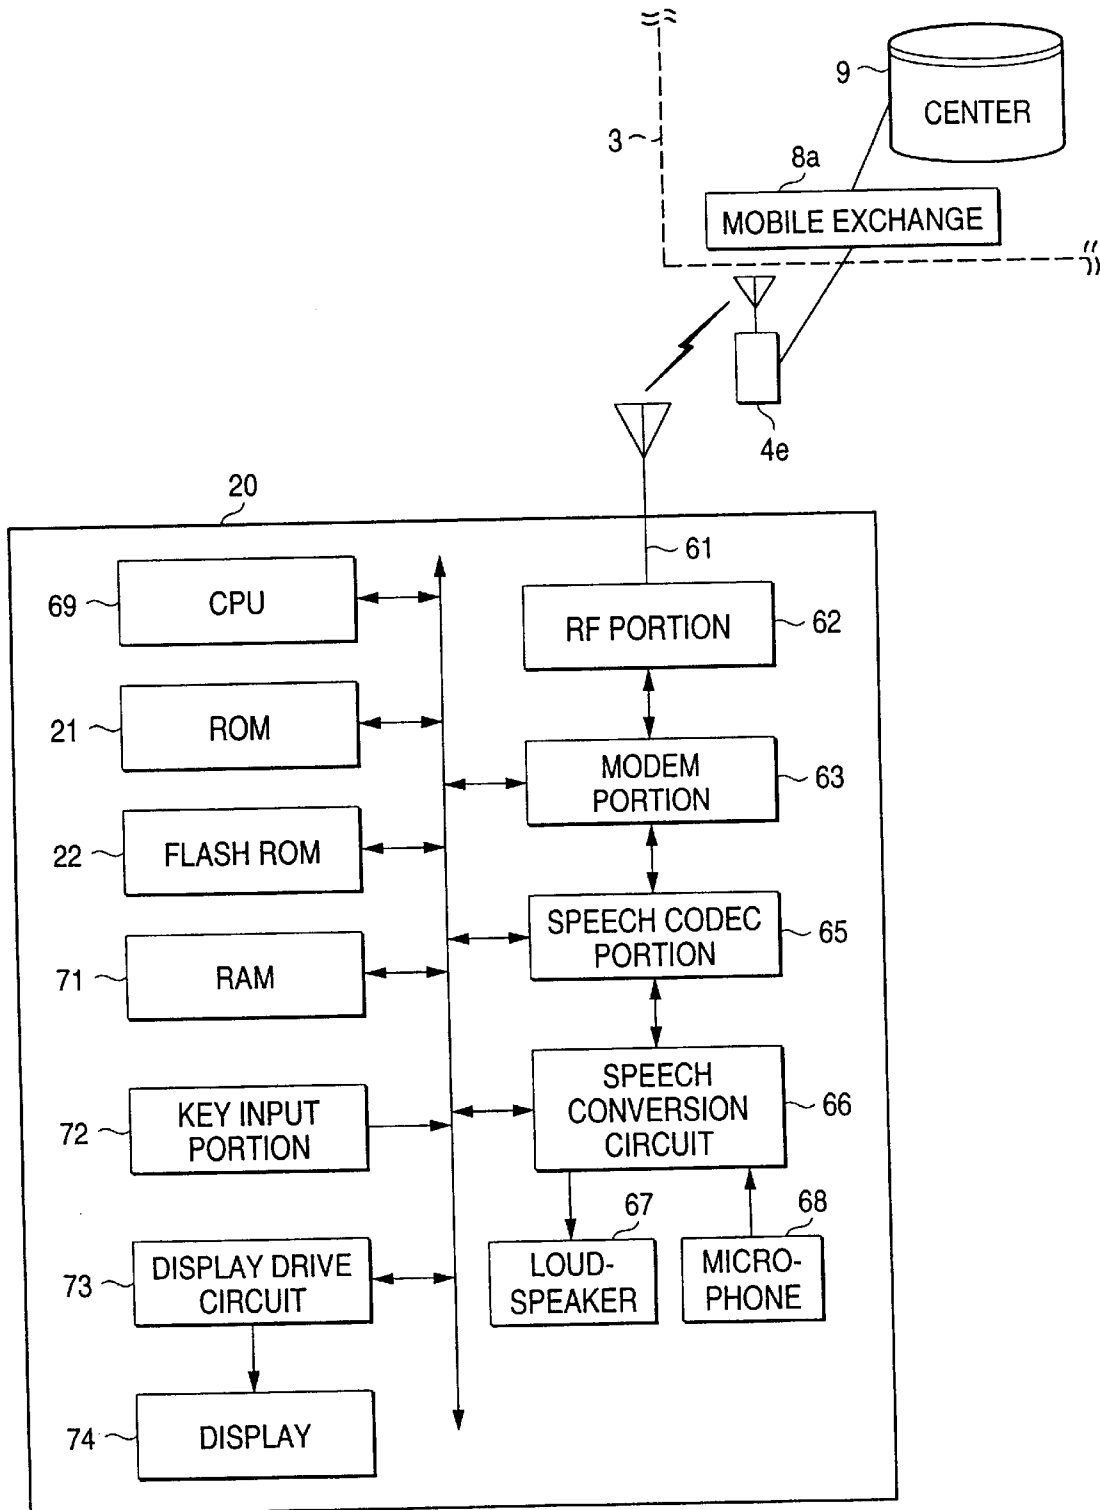 9
CENTER
3
8a
MOBILE EXCHANGE
4e
20
61
69
CPU
RF PORTION
62
21
ROM
MODEM
PORTION
63
22
FLASH ROM
SPEECH CODEC
PORTION
65
71
RAM
SPEECH
CONVERSION
CIRCUIT
66
72
KEY INPUT
PORTION
67
68
LOUD-
SPEAKER
MICRO-
PHONE
73
DISPLAY DRIVE
CIRCUIT
74
DISPLAY